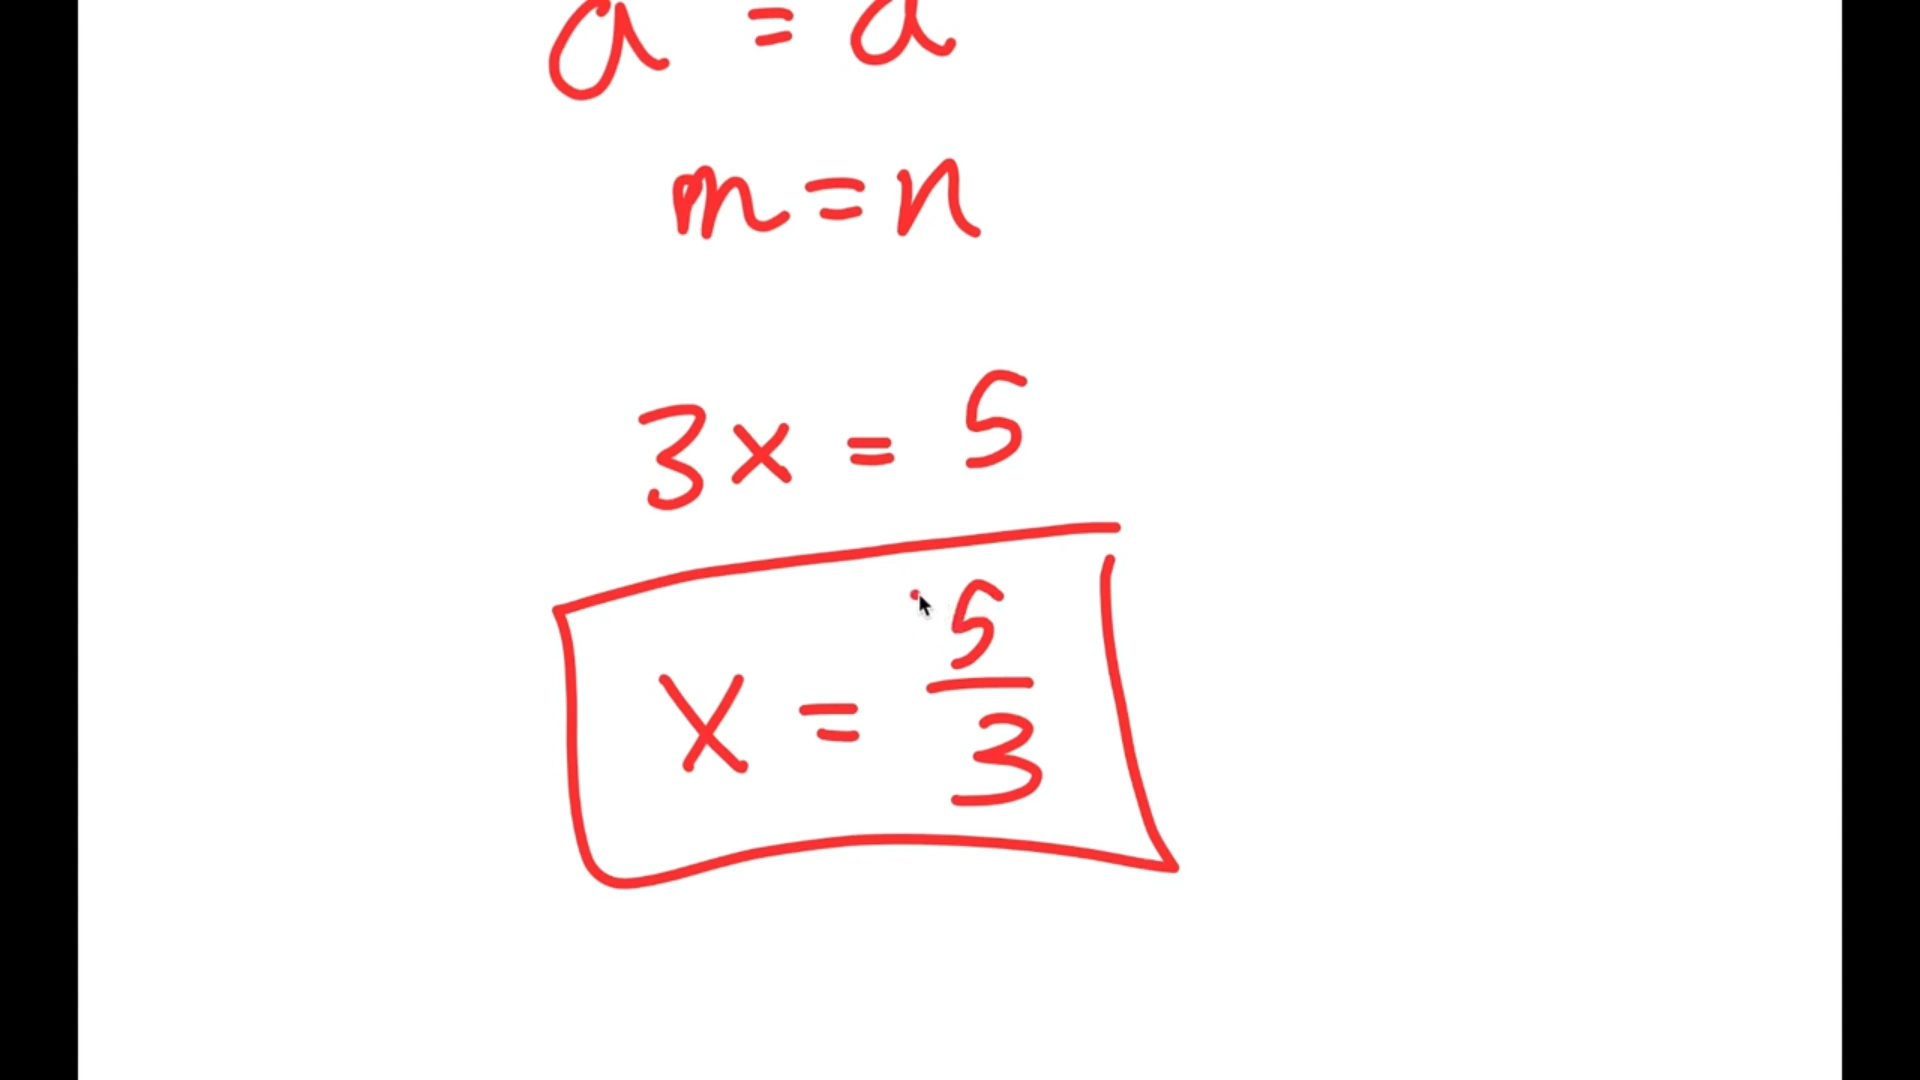 a = a
m = n
3x = 5
x = 5/3